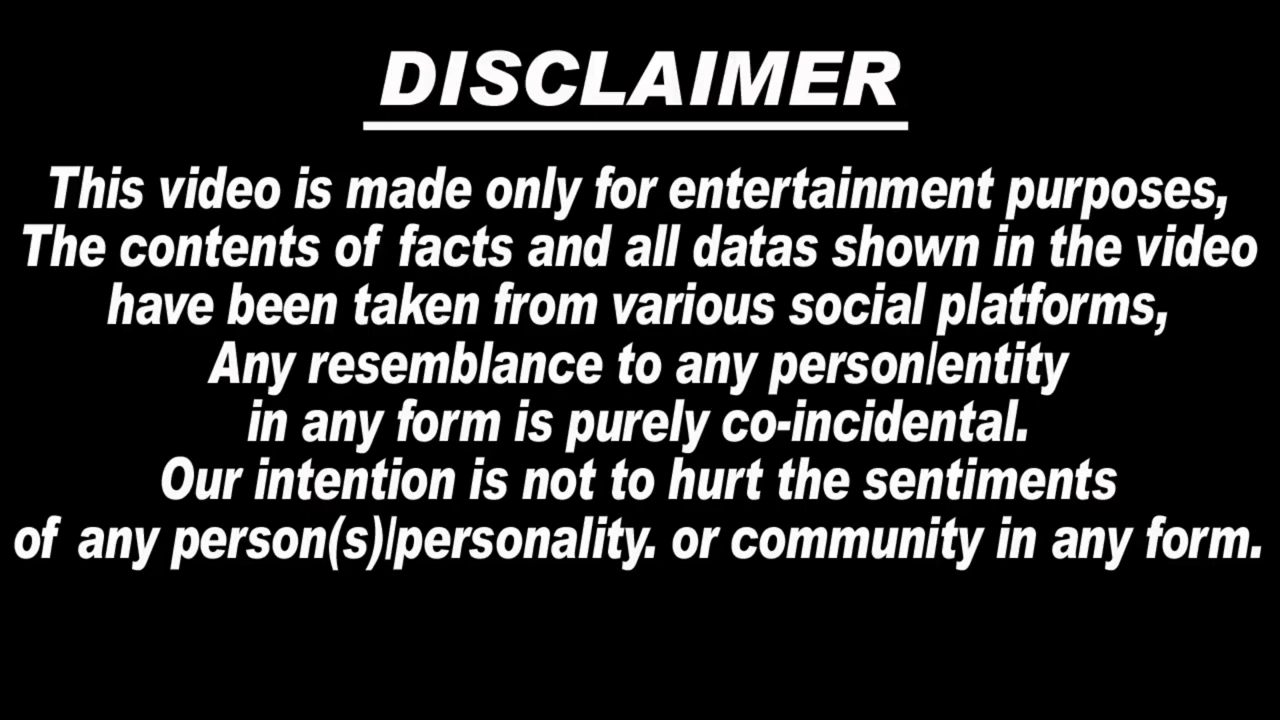 DISCLAIMER
This video is made only for entertainment purposes,
The contents of facts and all datas shown in the video
have been taken from various social platforms,
Any resemblance to any person|entity
in any form is purely co-incidental.
Our intention is not to hurt the sentiments
of any person(s)|personality. or community in any form.